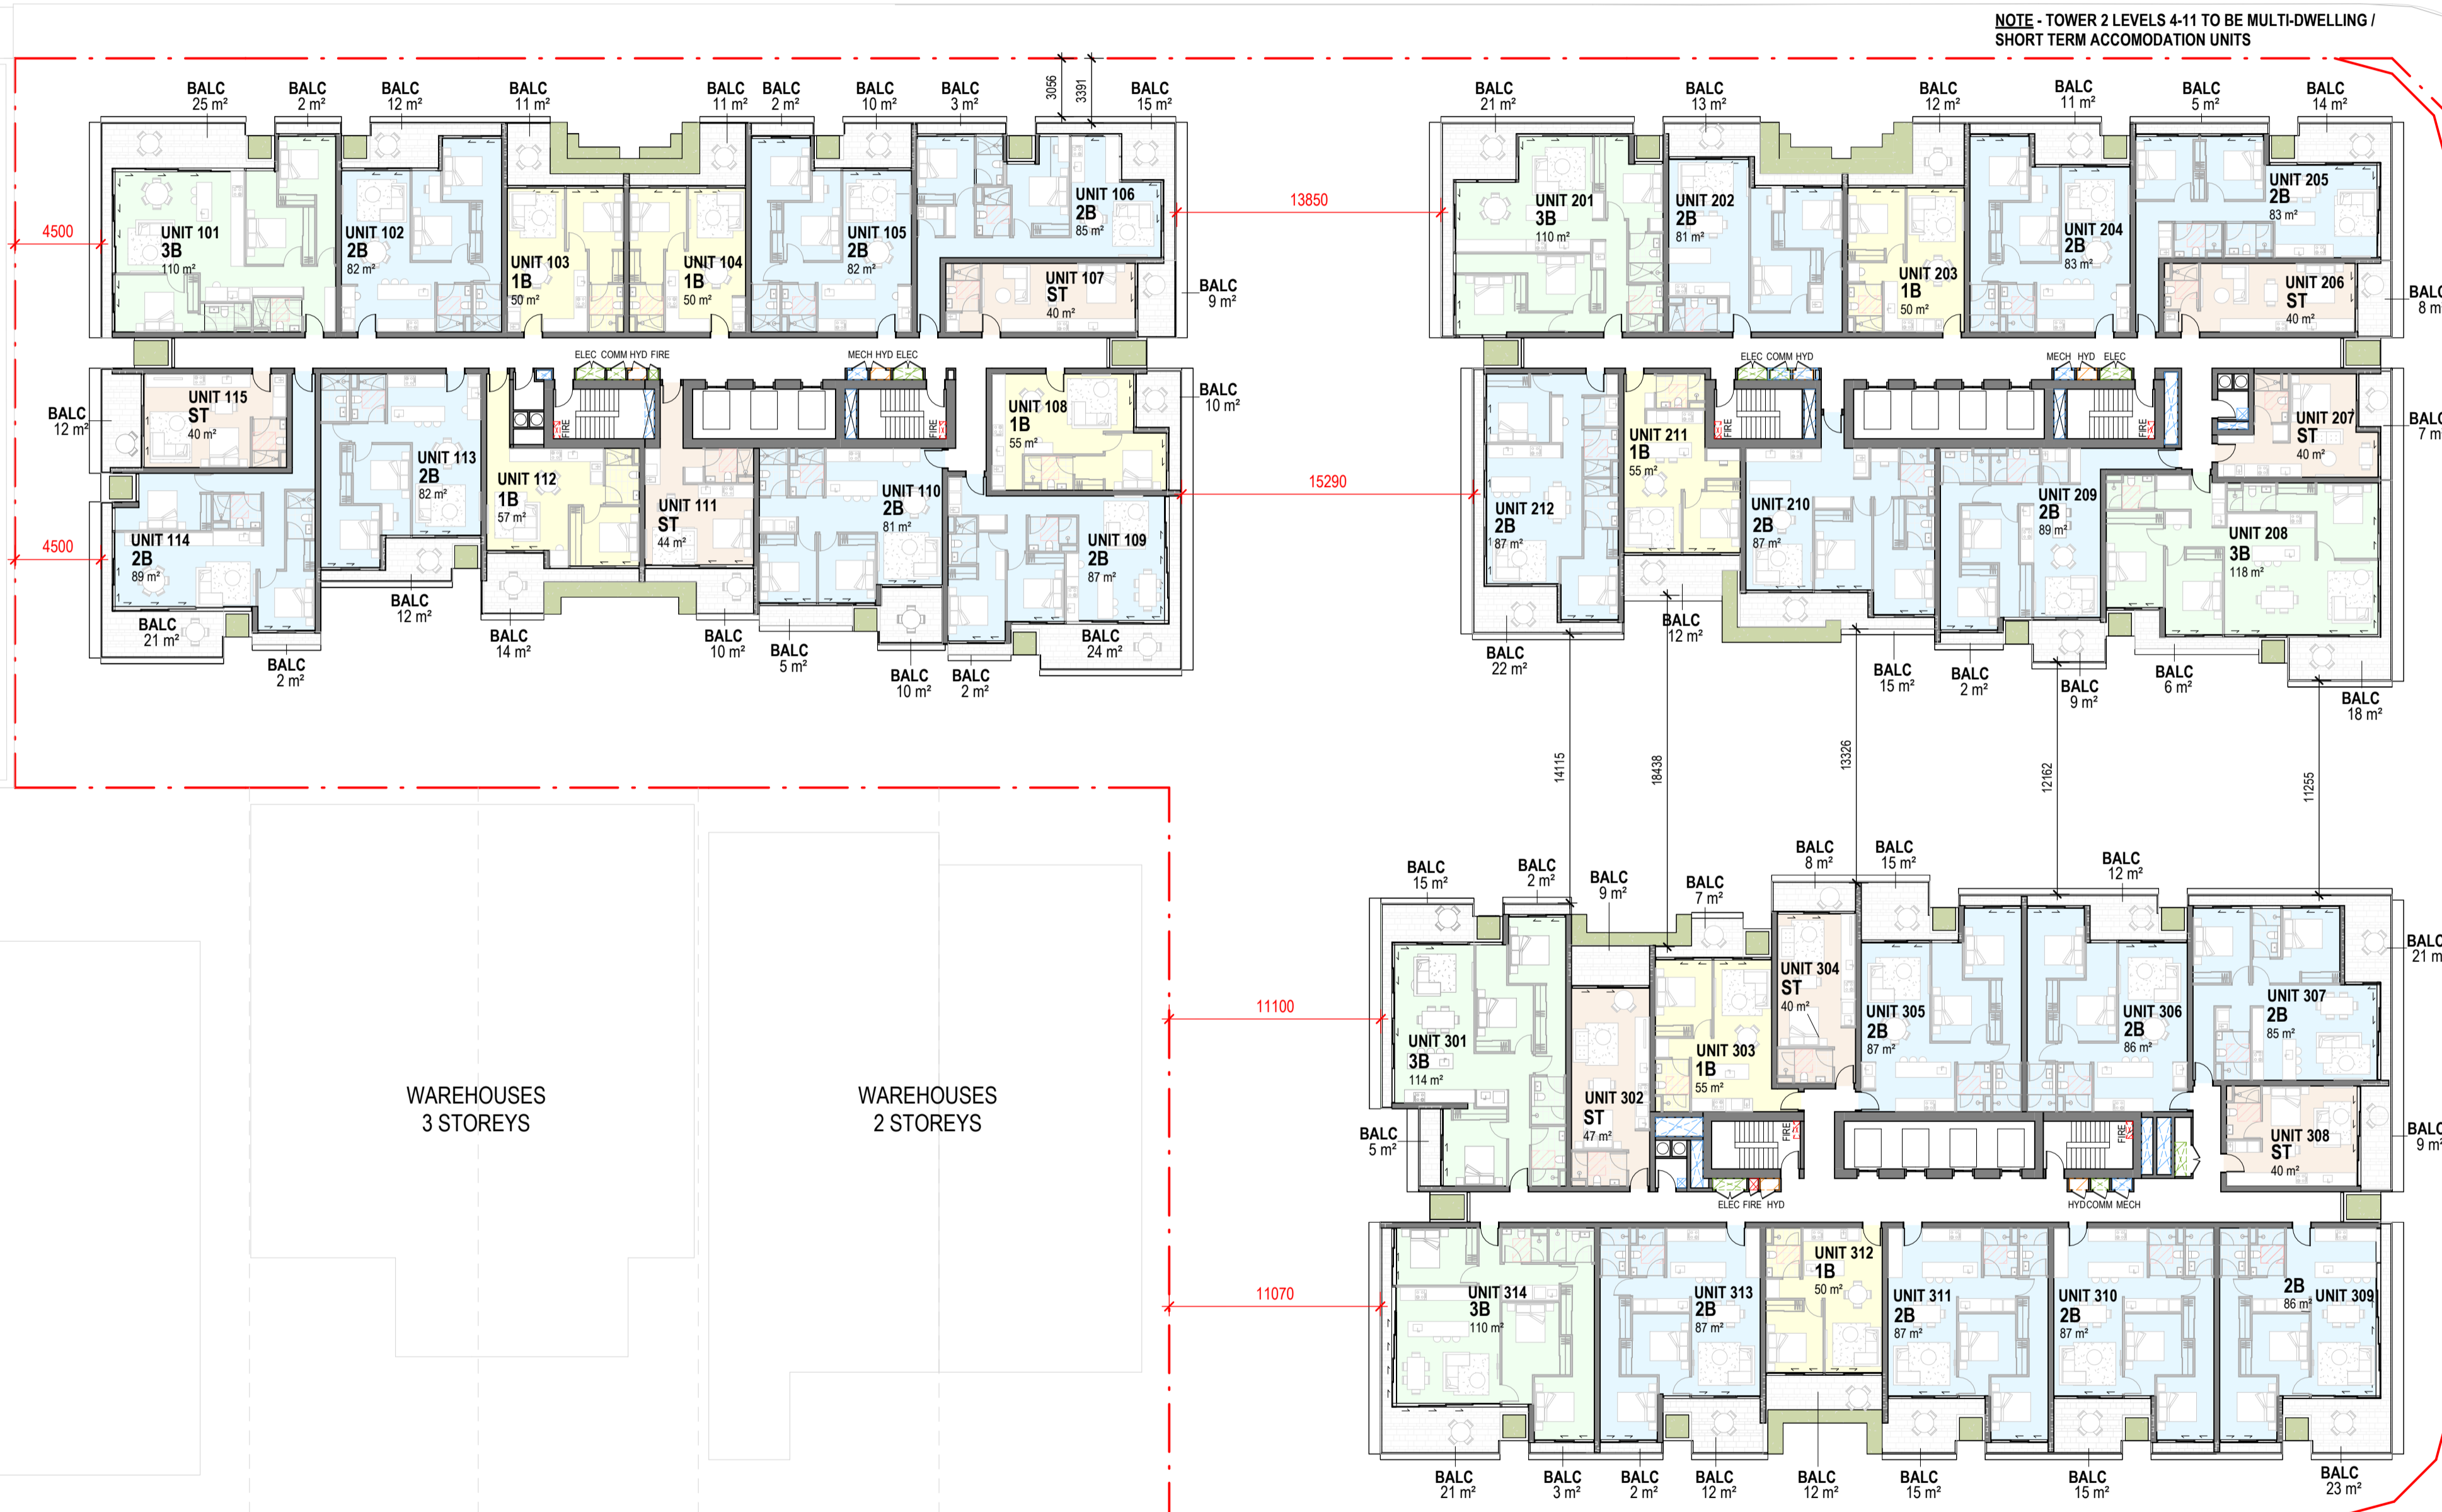 NOTE - TOWER 2 LEVELS 4-11 TO BE MULTI-DWELLING /
SHORT TERM ACCOMODATION UNITS
BALC
25 m²
BALC
2 m²
BALC
12 m²
BALC
11 m²
BALC
11 m²
BALC
2 m²
BALC
10 m²
BALC
3 m²
3056
3391
BALC
15 m²
BALC
21 m²
BALC
13 m²
BALC
12 m²
BALC
11 m²
BALC
5 m²
BALC
14 m²
4500
UNIT 101
3B
110 m²
UNIT 102
2B
82 m²
UNIT 103
1B
50 m²
UNIT 104
1B
50 m²
UNIT 105
2B
82 m²
UNIT 106
2B
85 m²
UNIT 107
ST
40 m²
BALC
9 m²
13850
UNIT 201
3B
110 m²
UNIT 202
2B
81 m²
UNIT 203
1B
50 m²
UNIT 204
2B
83 m²
UNIT 205
2B
83 m²
UNIT 206
ST
40 m²
BALC
8 m
ELEC COMM HYD FIRE
MECH HYD ELEC
ELEC COMM HYD
MECH HYD ELEC
BALC
12 m²
UNIT 115
ST
40 m²
UNIT 113
2B
82 m²
UNIT 112
1B
57 m²
FIRE
UNIT 111
ST
44 m²
FIRE
UNIT 110
2B
81 m²
UNIT 108
1B
55 m²
BALC
10 m²
UNIT 109
2B
87 m²
4500
UNIT 114
2B
89 m²
15290
UNIT 212
2B
87 m²
UNIT 211
1B
55 m²
FIRE
UNIT 210
2B
87 m²
FIRE
UNIT 209
2B
89 m²
UNIT 207
ST
40 m²
BALC
7 m
UNIT 208
3B
118 m²
BALC
21 m²
BALC
2 m²
BALC
12 m²
BALC
14 m²
BALC
10 m²
BALC
5 m²
BALC
10 m²
BALC
2 m²
BALC
24 m²
BALC
22 m²
BALC
12 m²
BALC
15 m²
BALC
2 m²
BALC
9 m²
BALC
6 m²
BALC
18 m²
14115
18438
13326
12162
11255
BALC
15 m²
BALC
2 m²
BALC
9 m²
BALC
7 m²
BALC
8 m²
BALC
15 m²
BALC
12 m²
BALC
21 m
11100
UNIT 301
3B
114 m²
UNIT 302
ST
47 m²
UNIT 303
1B
55 m²
UNIT 304
ST
40 m²
UNIT 305
2B
87 m²
UNIT 306
2B
86 m²
UNIT 307
2B
85 m²
UNIT 308
ST
40 m²
BALC
9 m²
BALC
5 m²
WAREHOUSES
3 STOREYS
WAREHOUSES
2 STOREYS
FIRE
FIRE
ELEC FIRE HYD
HYD COMM MECH
11070
UNIT 314
3B
110 m²
UNIT 313
2B
87 m²
UNIT 312
1B
50 m²
UNIT 311
2B
87 m²
UNIT 310
2B
87 m²
2B
86 m²
UNIT 309
BALC
21 m²
BALC
3 m²
BALC
2 m²
BALC
12 m²
BALC
12 m²
BALC
15 m²
BALC
15 m²
BALC
23 m²